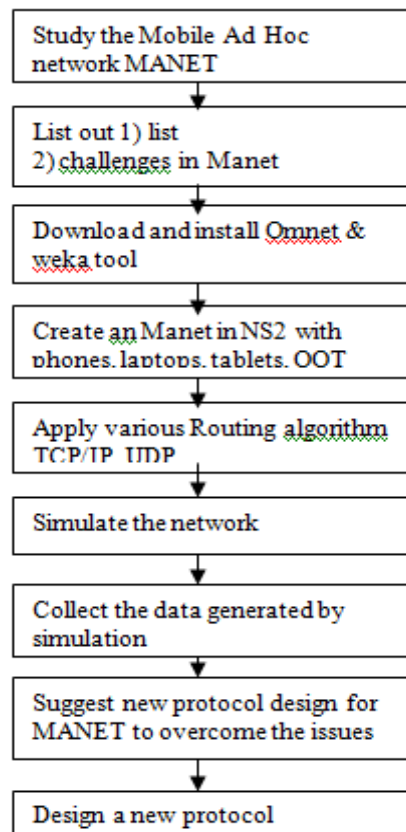 Study the Mobile Ad Hoc
network MANET
List out 1) list
2) challenges in Manet
Download and install Omnet &
weka tool
Create an Manet in NS2 with
phones, laptops, tablets, OOT
Apply various Routing algorithm
TCP/IP UDP
Simulate the network
Collect the data generated by
simulation
Suggest new protocol design for
MANET to overcome the issues
Design a new protocol